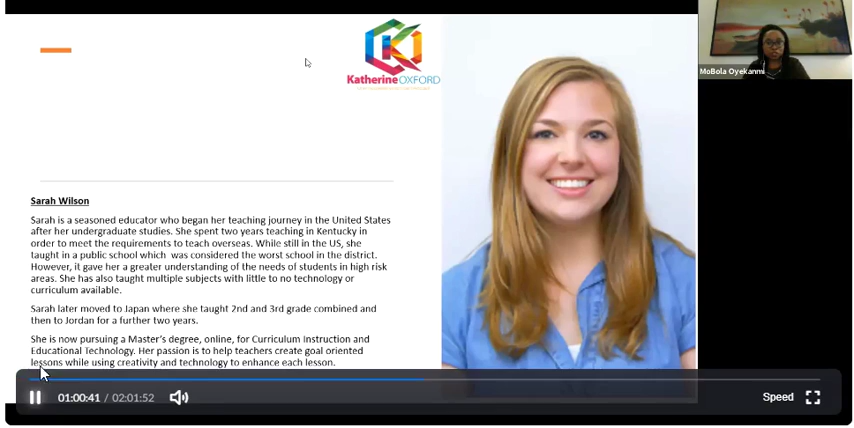 Katherine OXFORD
MoBola Oyekanmi
Sarah Wilson
Sarah is a seasoned educator who began her teaching journey in the United States
after her undergraduate studies. She spent two years teaching in Kentucky in
order to meet the requirements to teach overseas. While still in the US, she
taught in a public school which was considered the worst school in the district.
However, it gave her a greater understanding of the needs of students in high risk
areas. She has also taught multiple subjects with little to no technology or
curriculum available.
Sarah later moved to Japan where she taught 2nd and 3rd grade combined and
then to Jordan for a further two years.
She is now pursuing a Master's degree, online, for Curriculum Instruction and
Educational Technology. Her passion is to help teachers create goal oriented
lessons while using creativity and technology to enhance each lesson.
01:00:41 / 02:01:52
Speed